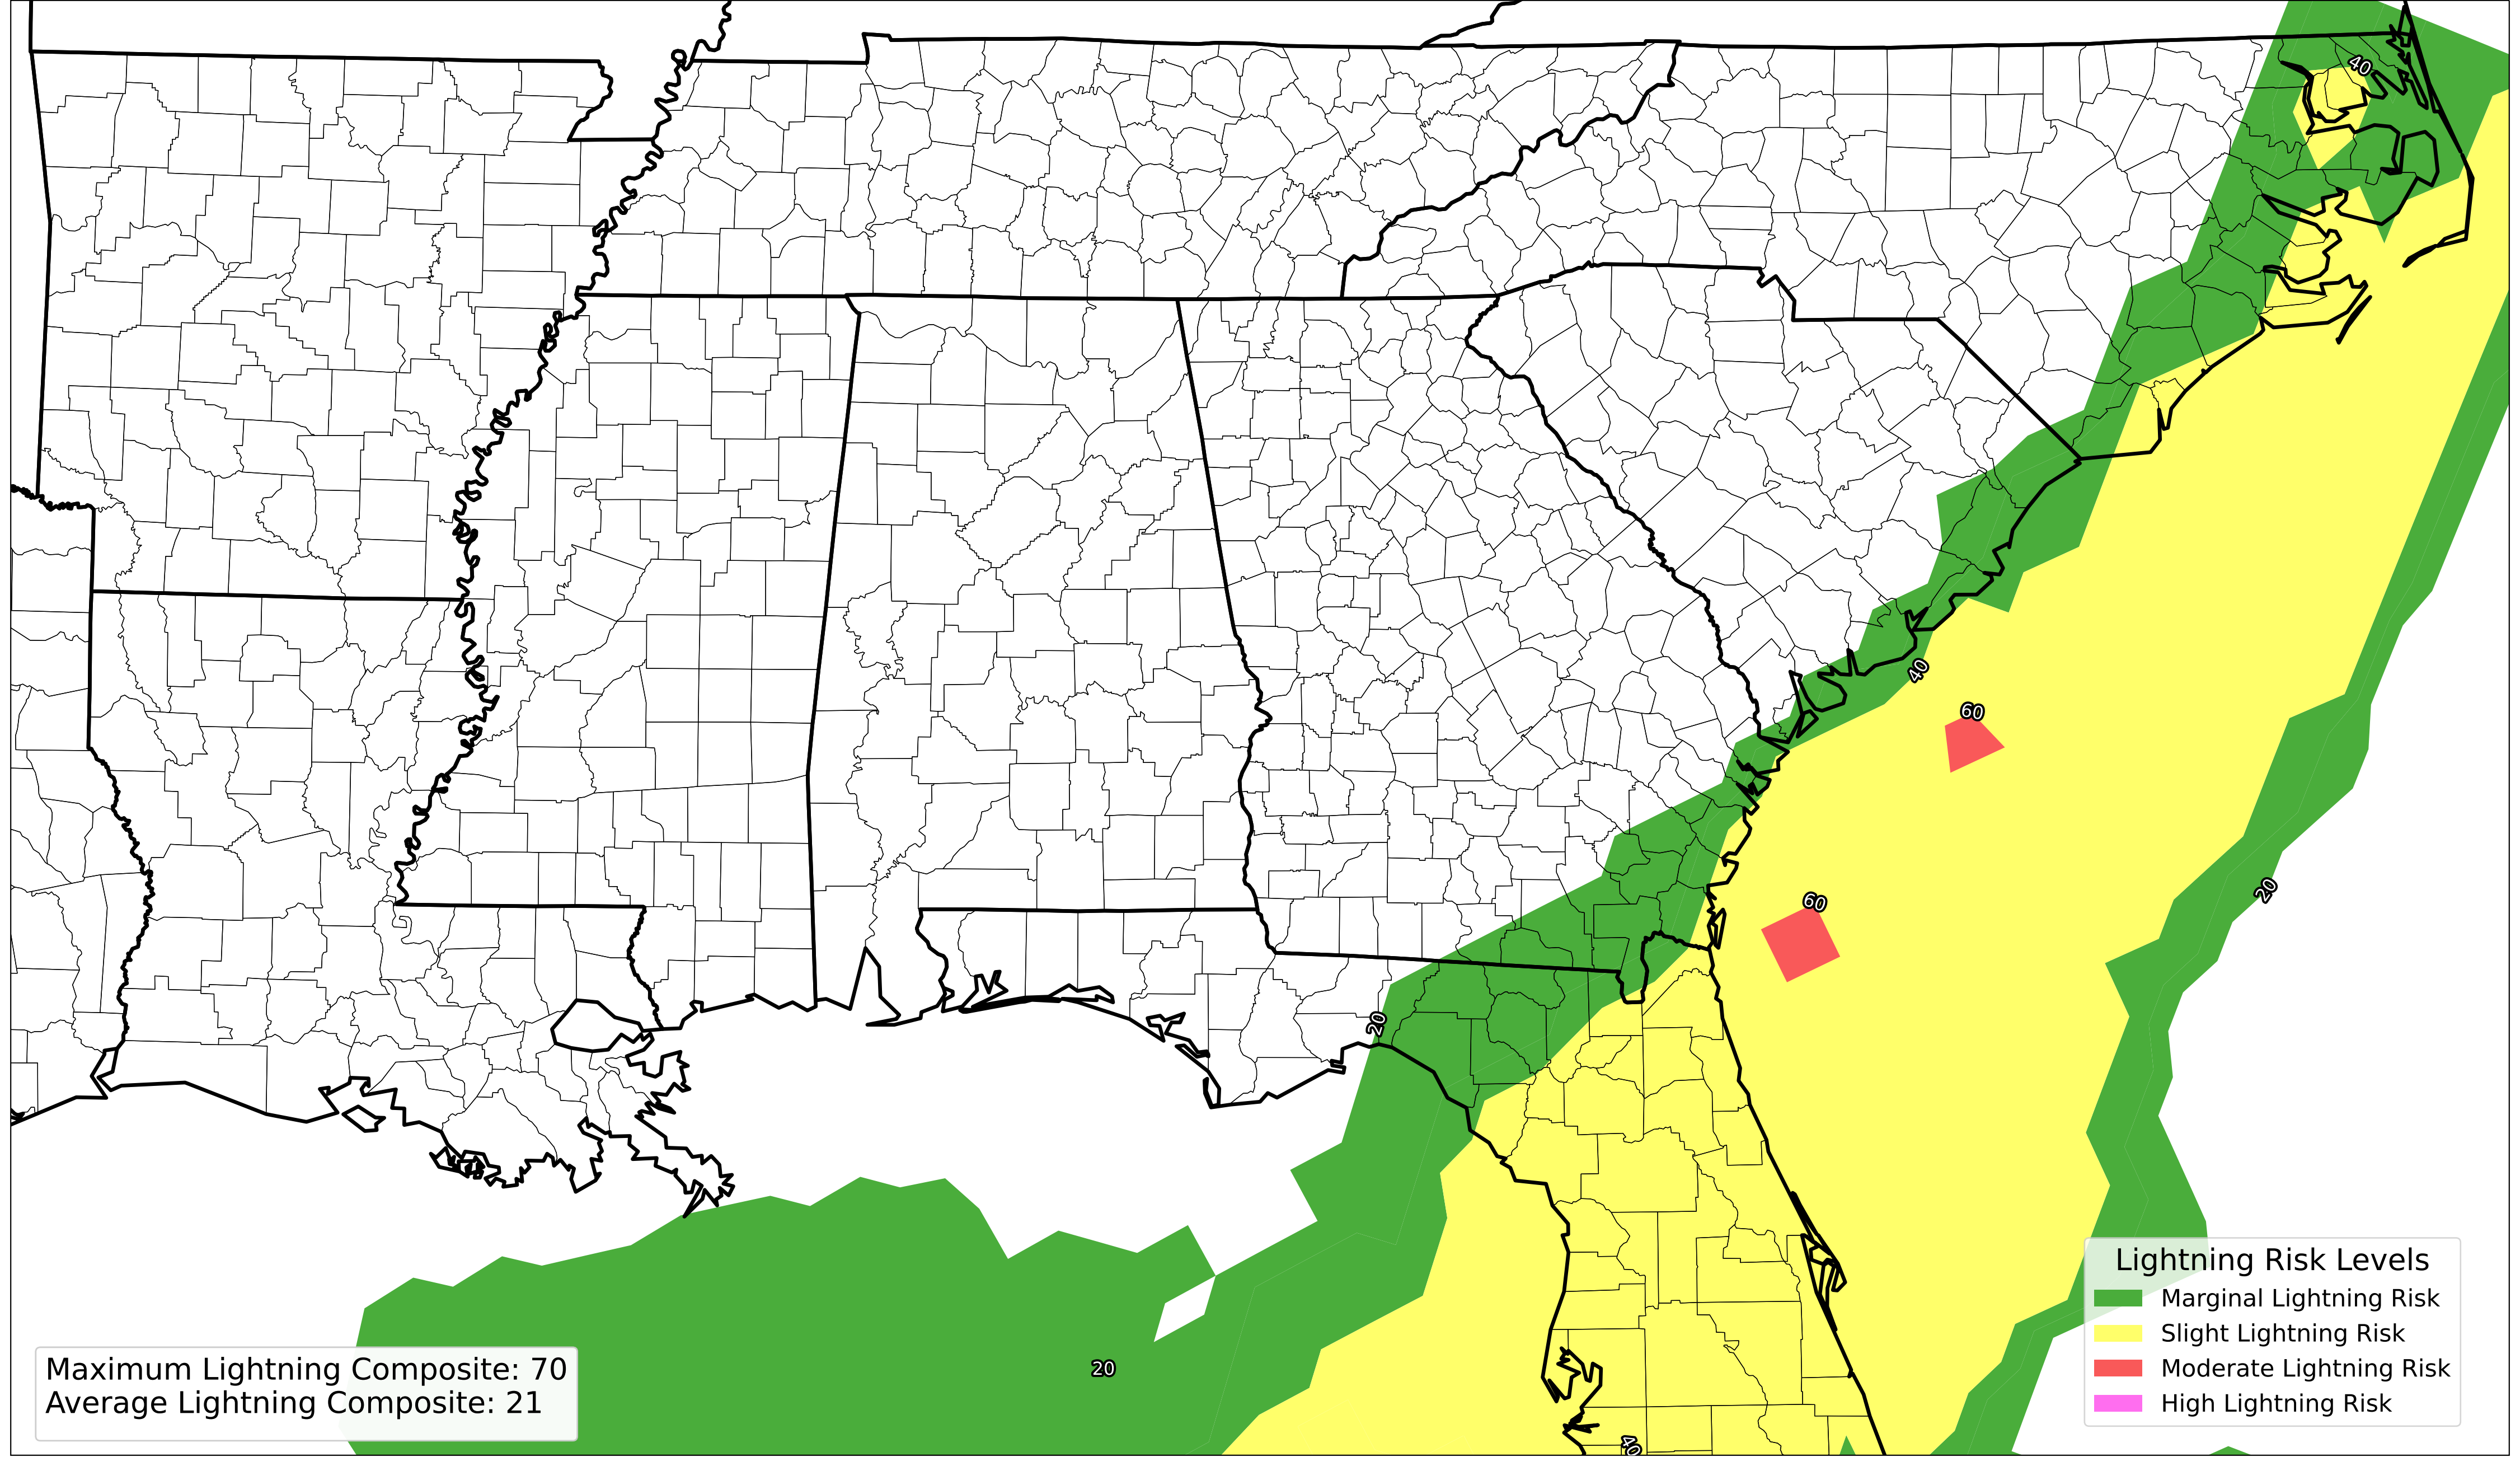 40
40
60
20
60
20
20
40
Lightning Risk Levels
Marginal Lightning Risk
Slight Lightning Risk
Moderate Lightning Risk
High Lightning Risk
Maximum Lightning Composite: 70
Average Lightning Composite: 21